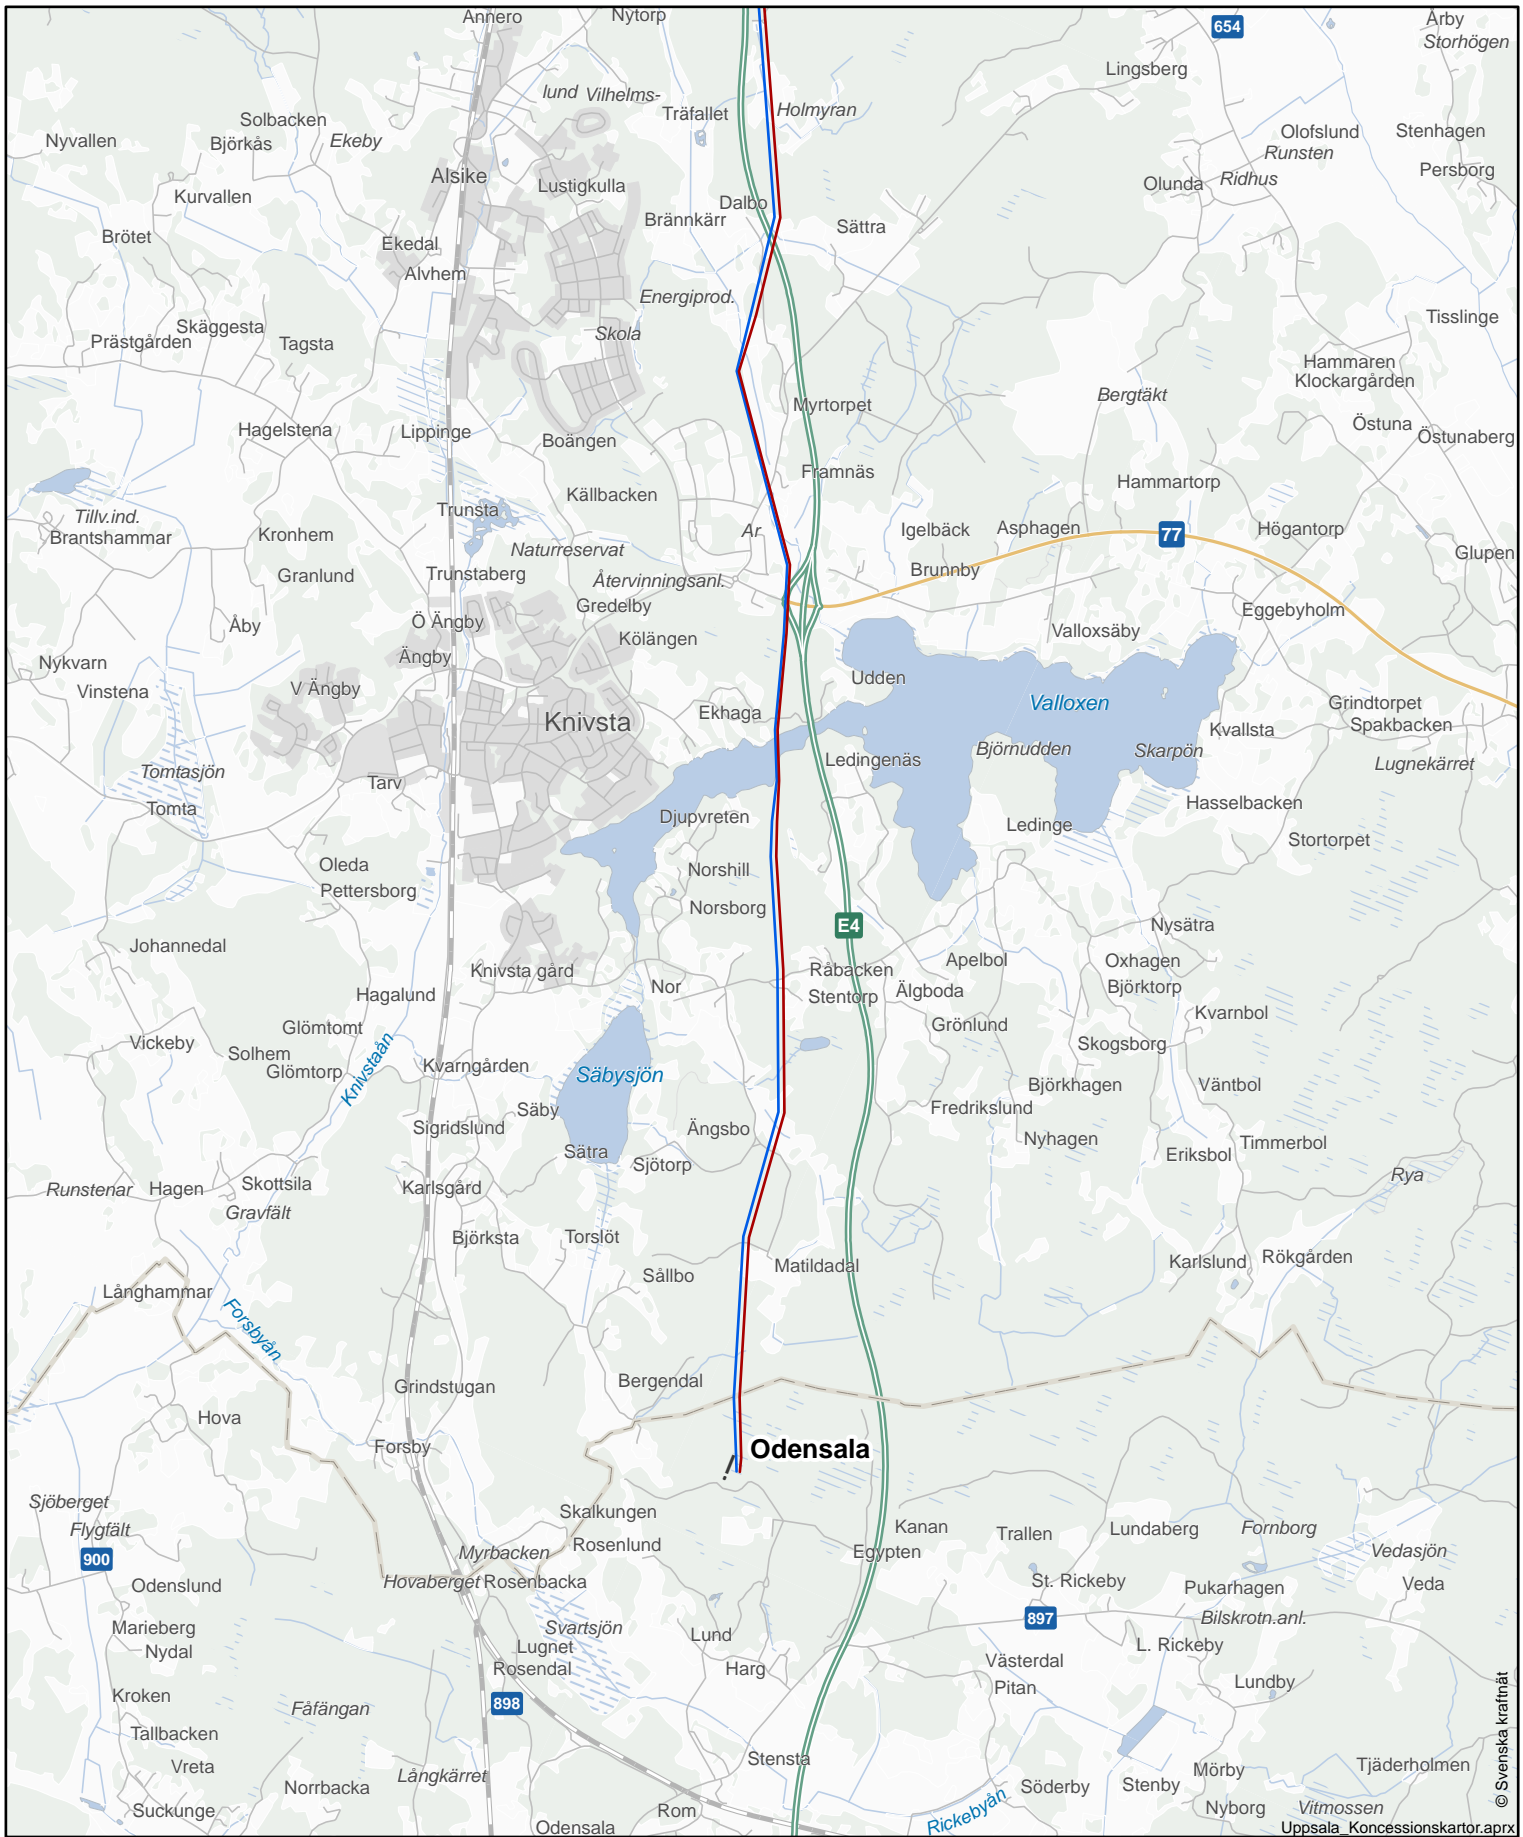 Annero
Nytorp
654
Årby
Storhögen
Lingsberg
lund Vilhelms-
Träfallet
Holmyran
Solbacken
Björkås
Ekeby
Nyvallen
Olofslund
Runsten
Stenhagen
Persborg
Alsike
Lustigkulla
Olunda
Ridhus
Kurvallen
Dalbo
Brännkärr
Sättra
Brötet
Ekedal
Alvhem
Energiprod.
Skola
Skäggesta
Prästgården
Tagsta
Tisslinge
Hammaren
Klockargården
Bergtäkt
Myrtorpet
Östuna
Östunaberg
Hagelstena
Lippinge
Boängen
Framnäs
Hammartorp
Källbacken
Trunsta
Tillv.ind.
Brantshammar
Kronhem
Ar
Igelbäck
Asphagen
77
Högantorp
Glupen
Naturreservat
Granlund
Trunstaberg
Återvinningsanl.
Brunnby
Gredelby
Eggebyholm
Åby
Ö Ängby
Kölängen
Valloxsäby
Ängby
Nykvarn
Vinstena
V Ängby
Udden
Valloxen
Grindtorpet
Spakbacken
Knivsta
Ekhaga
Björnudden
Skarpön
Kvallsta
Lugnekärret
Tomtasjön
Tarv
Ledingenäs
Tomta
Djupvreten
Ledinge
Hasselbacken
Stortorpet
Oleda
Pettersborg
Norshill
Norsborg
E4
Nysätra
Johannedal
Knivsta gård
Råbacken
Apelbol
Oxhagen
Björktorp
Hagalund
Nor
Stentorp
Älgboda
Kvarnbol
Glömtomt
Grönlund
Vickeby
Solhem
Glömtorp
Knivstaån
Kvarngården
Säbysjön
Skogsborg
Björkhagen
Väntbol
Säby
Fredrikslund
Sigridslund
Ängsbo
Nyhagen
Timmerbol
Sätra
Sjötorp
Eriksbol
Rya
Runstenar
Hagen
Skottsila
Karlsgård
Gravfält
Björksta
Torslöt
Matildadal
Karlslund
Rökgården
Sållbo
Långhammar
Forsbyån
Grindstugan
Bergendal
Hova
Forsby
Odensala
Sjöberget
Flygfält
Skalkungen
Kanan
Trallen
Lundaberg
Fornborg
900
Myrbacken
Rosenlund
Egypten
Vedasjön
Odenslund
Hovaberget
Rosenbacka
St. Rickeby
Pukarhagen
Veda
Marieberg
Nydal
Svartsjön
Lund
897
Bilskrotn.anl.
Lugnet
Rosendal
L. Rickeby
Västerdal
Harg
Pitan
Lundby
Kroken
898
Fåfängan
Tallbacken
Vreta
Långkärret
Norrbacka
Stensta
Mörby
Tjäderholmen
Söderby
Stenby
Suckunge
Rom
Rickebyån
Nyborg
Vitmossen
Odensala
© Svenska kraftnät
Uppsala_Koncessionskartor.aprx